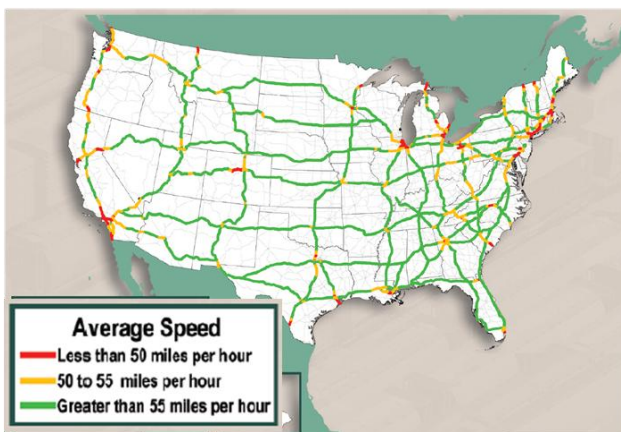 Average Speed
Less than 50 miles per hour
50 to 55 miles per hour
Greater than 55 miles per hour